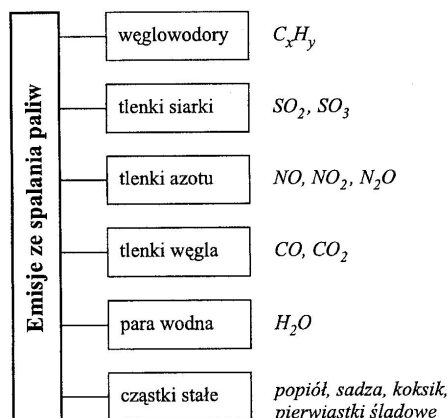 Emisje ze spalania paliw
węglowodory CxHy
tlenki siarki SO2, SO3
tlenki azotu NO, NO2, N2O
tlenki węgla CO, CO2
para wodna H2O
cząstki stałe popiół, sadza, koksik,
pierwiastki śladowe